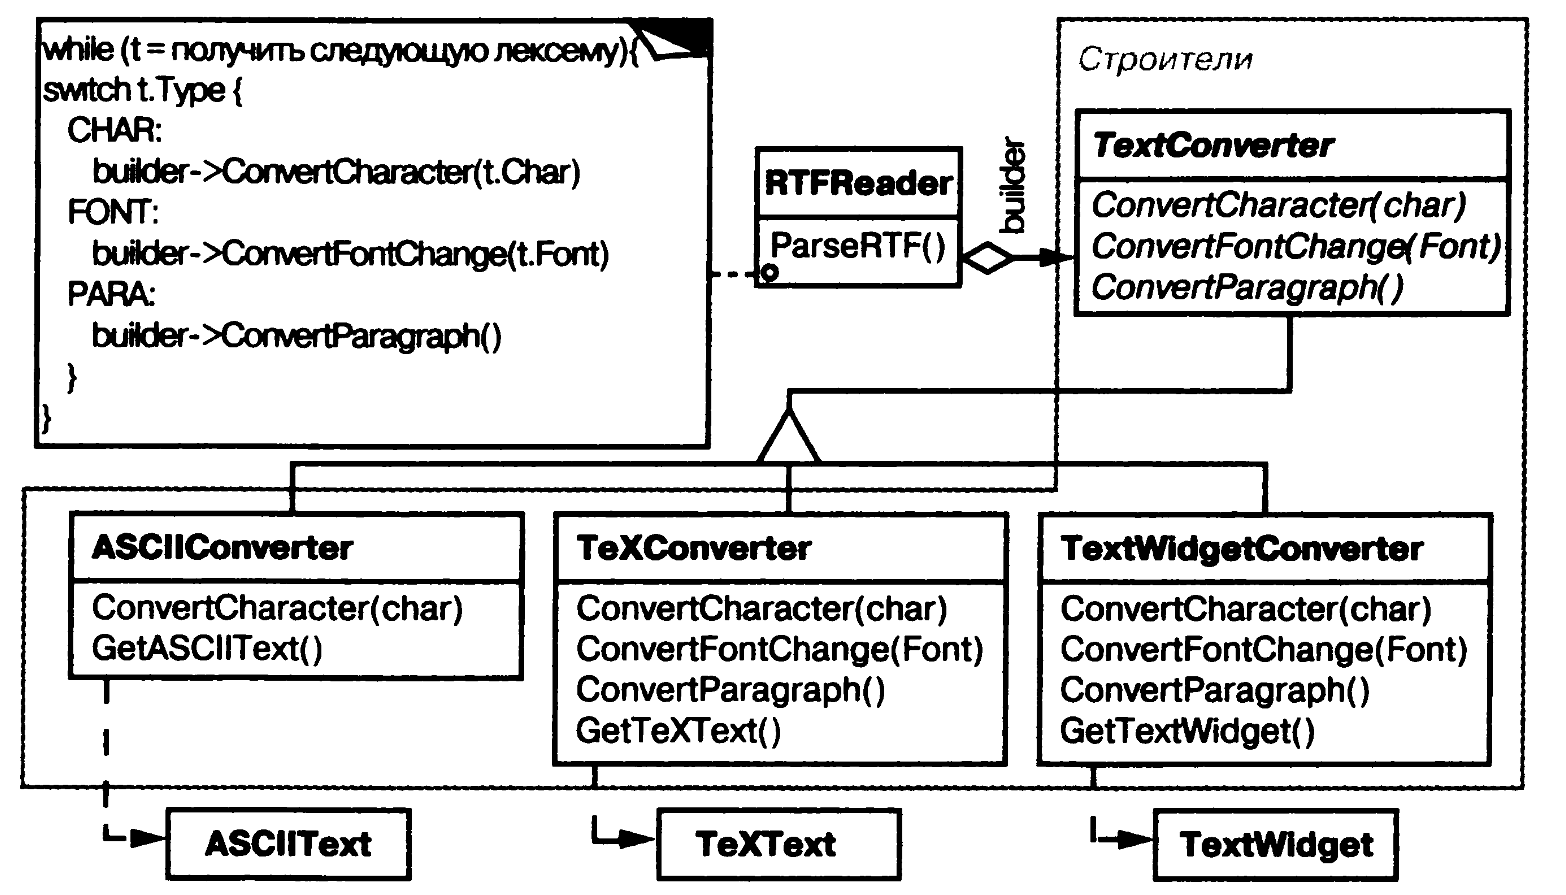 while (t = получить следующую лексему){
switch t.Type {
CHAR:
builder->ConvertCharacter(t.Char)
FONT:
builder->ConvertFontChange(t.Font)
PARA:
builder->ConvertParagraph()
}
}
RTFReader
ParseRTF()
builder
Строители
TextConverter
ConvertCharacter(char)
ConvertFontChange(Font)
ConvertParagraph()
ASCIIConverter
ConvertCharacter(char)
GetASCIIText()
TeXConverter
ConvertCharacter(char)
ConvertFontChange(Font)
ConvertParagraph()
GetTeXText()
TextWidgetConverter
ConvertCharacter(char)
ConvertFontChange(Font)
ConvertParagraph()
GetTextWidget()
ASCIIText
TeXText
TextWidget